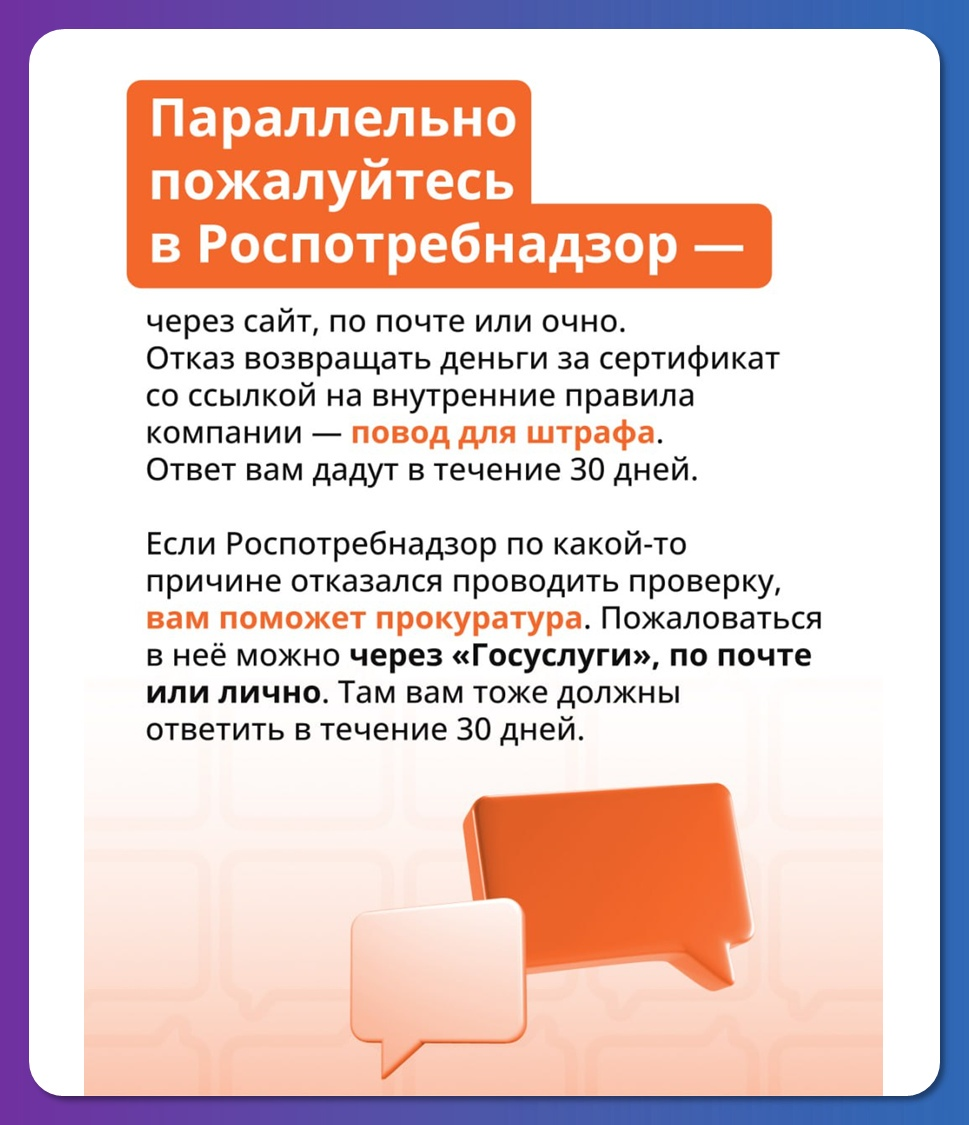 Параллельно
пожалуйтесь
в Роспотребнадзор —
через сайт, по почте или очно.
Отказ возвращать деньги за сертификат
со ссылкой на внутренние правила
компании — повод для штрафа.
Ответ вам дадут в течение 30 дней.
Если Роспотребнадзор по какой-то
причине отказался проводить проверку,
вам поможет прокуратура. Пожаловаться
в неё можно через «Госуслуги», по почте
или лично. Там вам тоже должны
ответить в течение 30 дней.